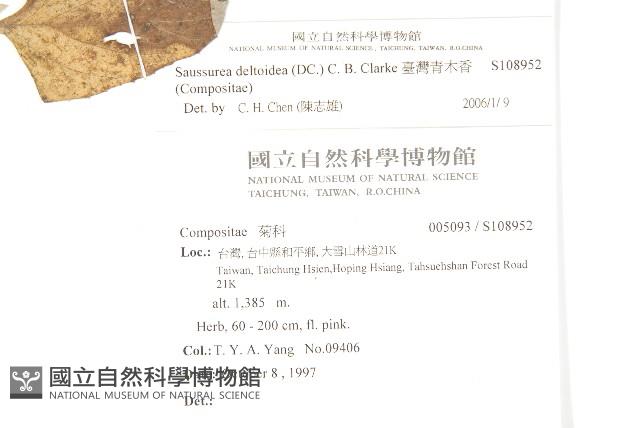 國立自然科學博物館
NATIONAL MUSEUM OF NATURAL SCIENCE, TAICHUNG, TAIWAN, R.O.CHINA
Saussurea deltoidea (DC.) C. B. Clarke 臺灣青木香 S108952
(Compositae)
Det. by C. H. Chen (陳志雄) 2006/1/9
國立自然科學博物館
NATIONAL MUSEUM OF NATURAL SCIENCE
TAICHUNG, TAIWAN, R.O.CHINA
Compositae 菊科 005093 / S108952
Loc.: 台灣, 台中縣和平鄉, 大雪山林道21K
Taiwan, Taichung Hsien,Hoping Hsiang, Tahsuehshan Forest Road
21K
alt. 1,385 m.
Herb, 60 - 200 cm, fl. pink.
Col.: T. Y. A. Yang No.09406
8 , 1997
Det.:
國立自然科學博物館
NATIONAL MUSEUM OF NATURAL SCIENCE